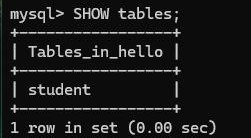 mysql> SHOW tables;
+-----------------+
| Tables_in_hello |
+-----------------+
| student         |
+-----------------+
1 row in set (0.00 sec)